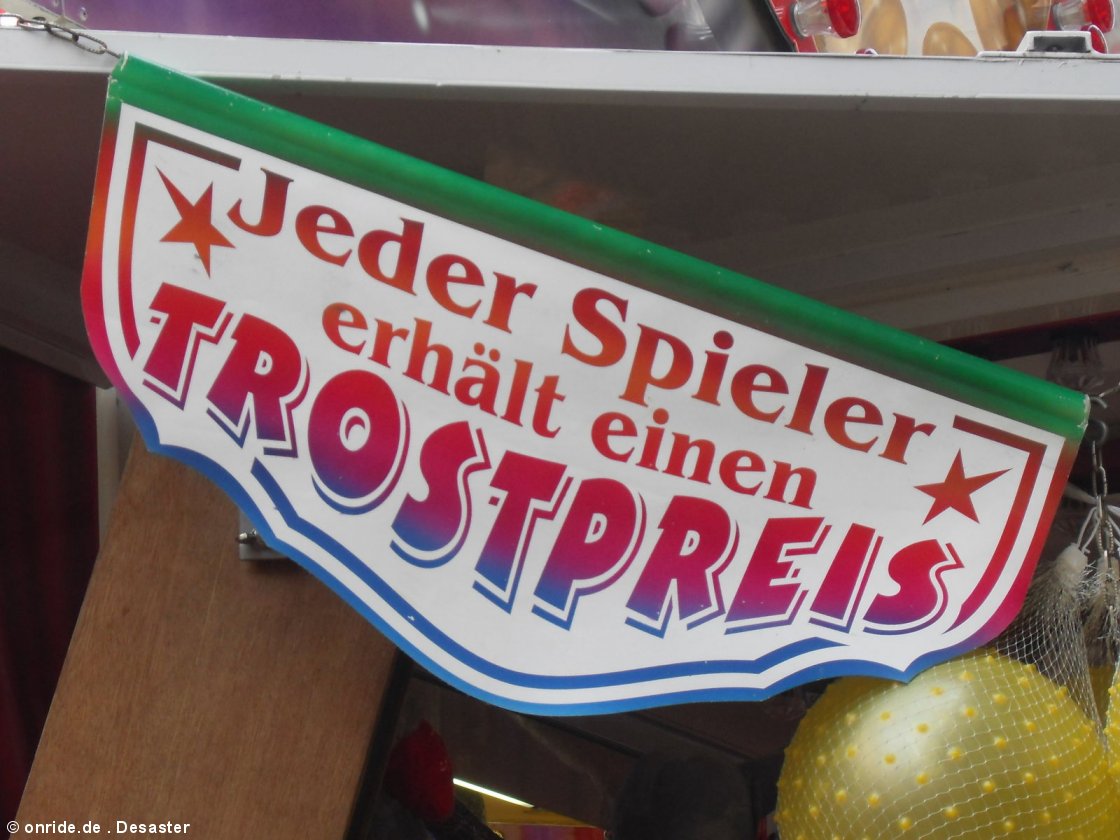 Jeder Spieler
erhält einen
TROSTPREIS
© onride.de . Desaster